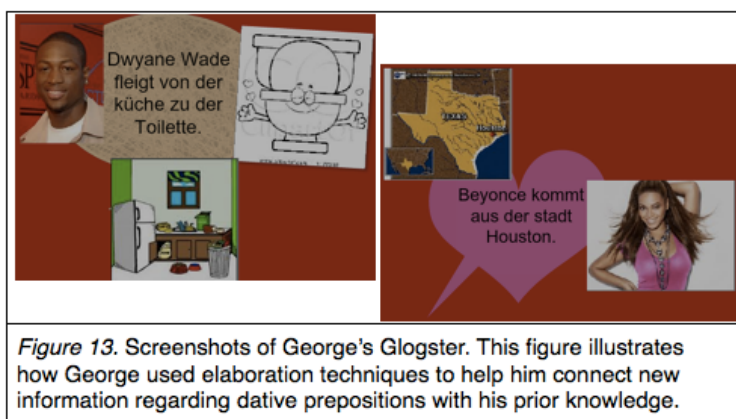 Dwyane Wade
fleigt von der
küche zu der
Toilette.
TEXAS
Beyonce kommt
aus der stadt
Houston.
Figure 13. Screenshots of George's Glogster. This figure illustrates
how George used elaboration techniques to help him connect new
information regarding dative prepositions with his prior knowledge.